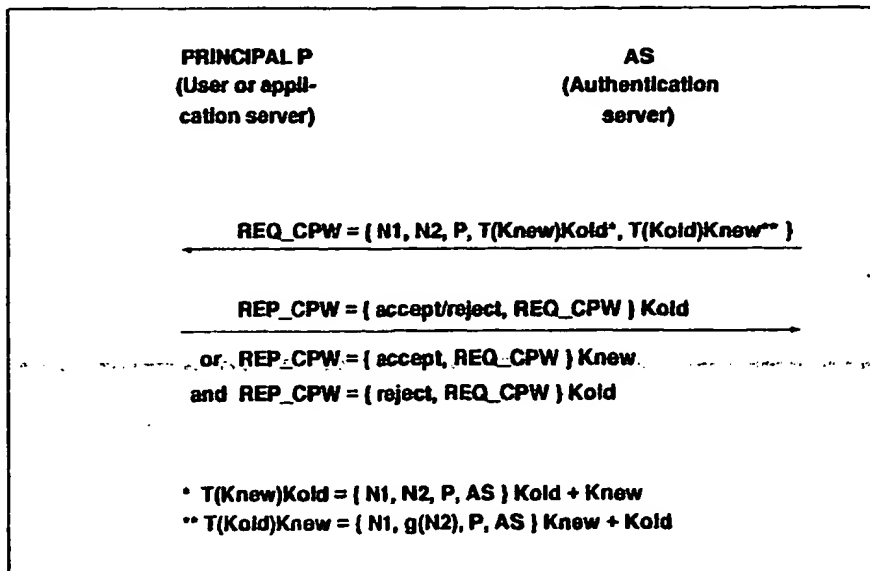 PRINCIPAL P
(User or appli-
cation server)
AS
(Authentication
server)
REQ_CPW = { N1, N2, P, T(Knew)Kold*, T(Kold)Knew** }
REP_CPW = { accept/reject, REQ_CPW } Kold
or REP_CPW = { accept, REQ_CPW } Knew
and REP_CPW = { reject, REQ_CPW } Kold
* T(Knew)Kold = { N1, N2, P, AS } Kold + Knew
** T(Kold)Knew = { N1, g(N2), P, AS } Knew + Kold